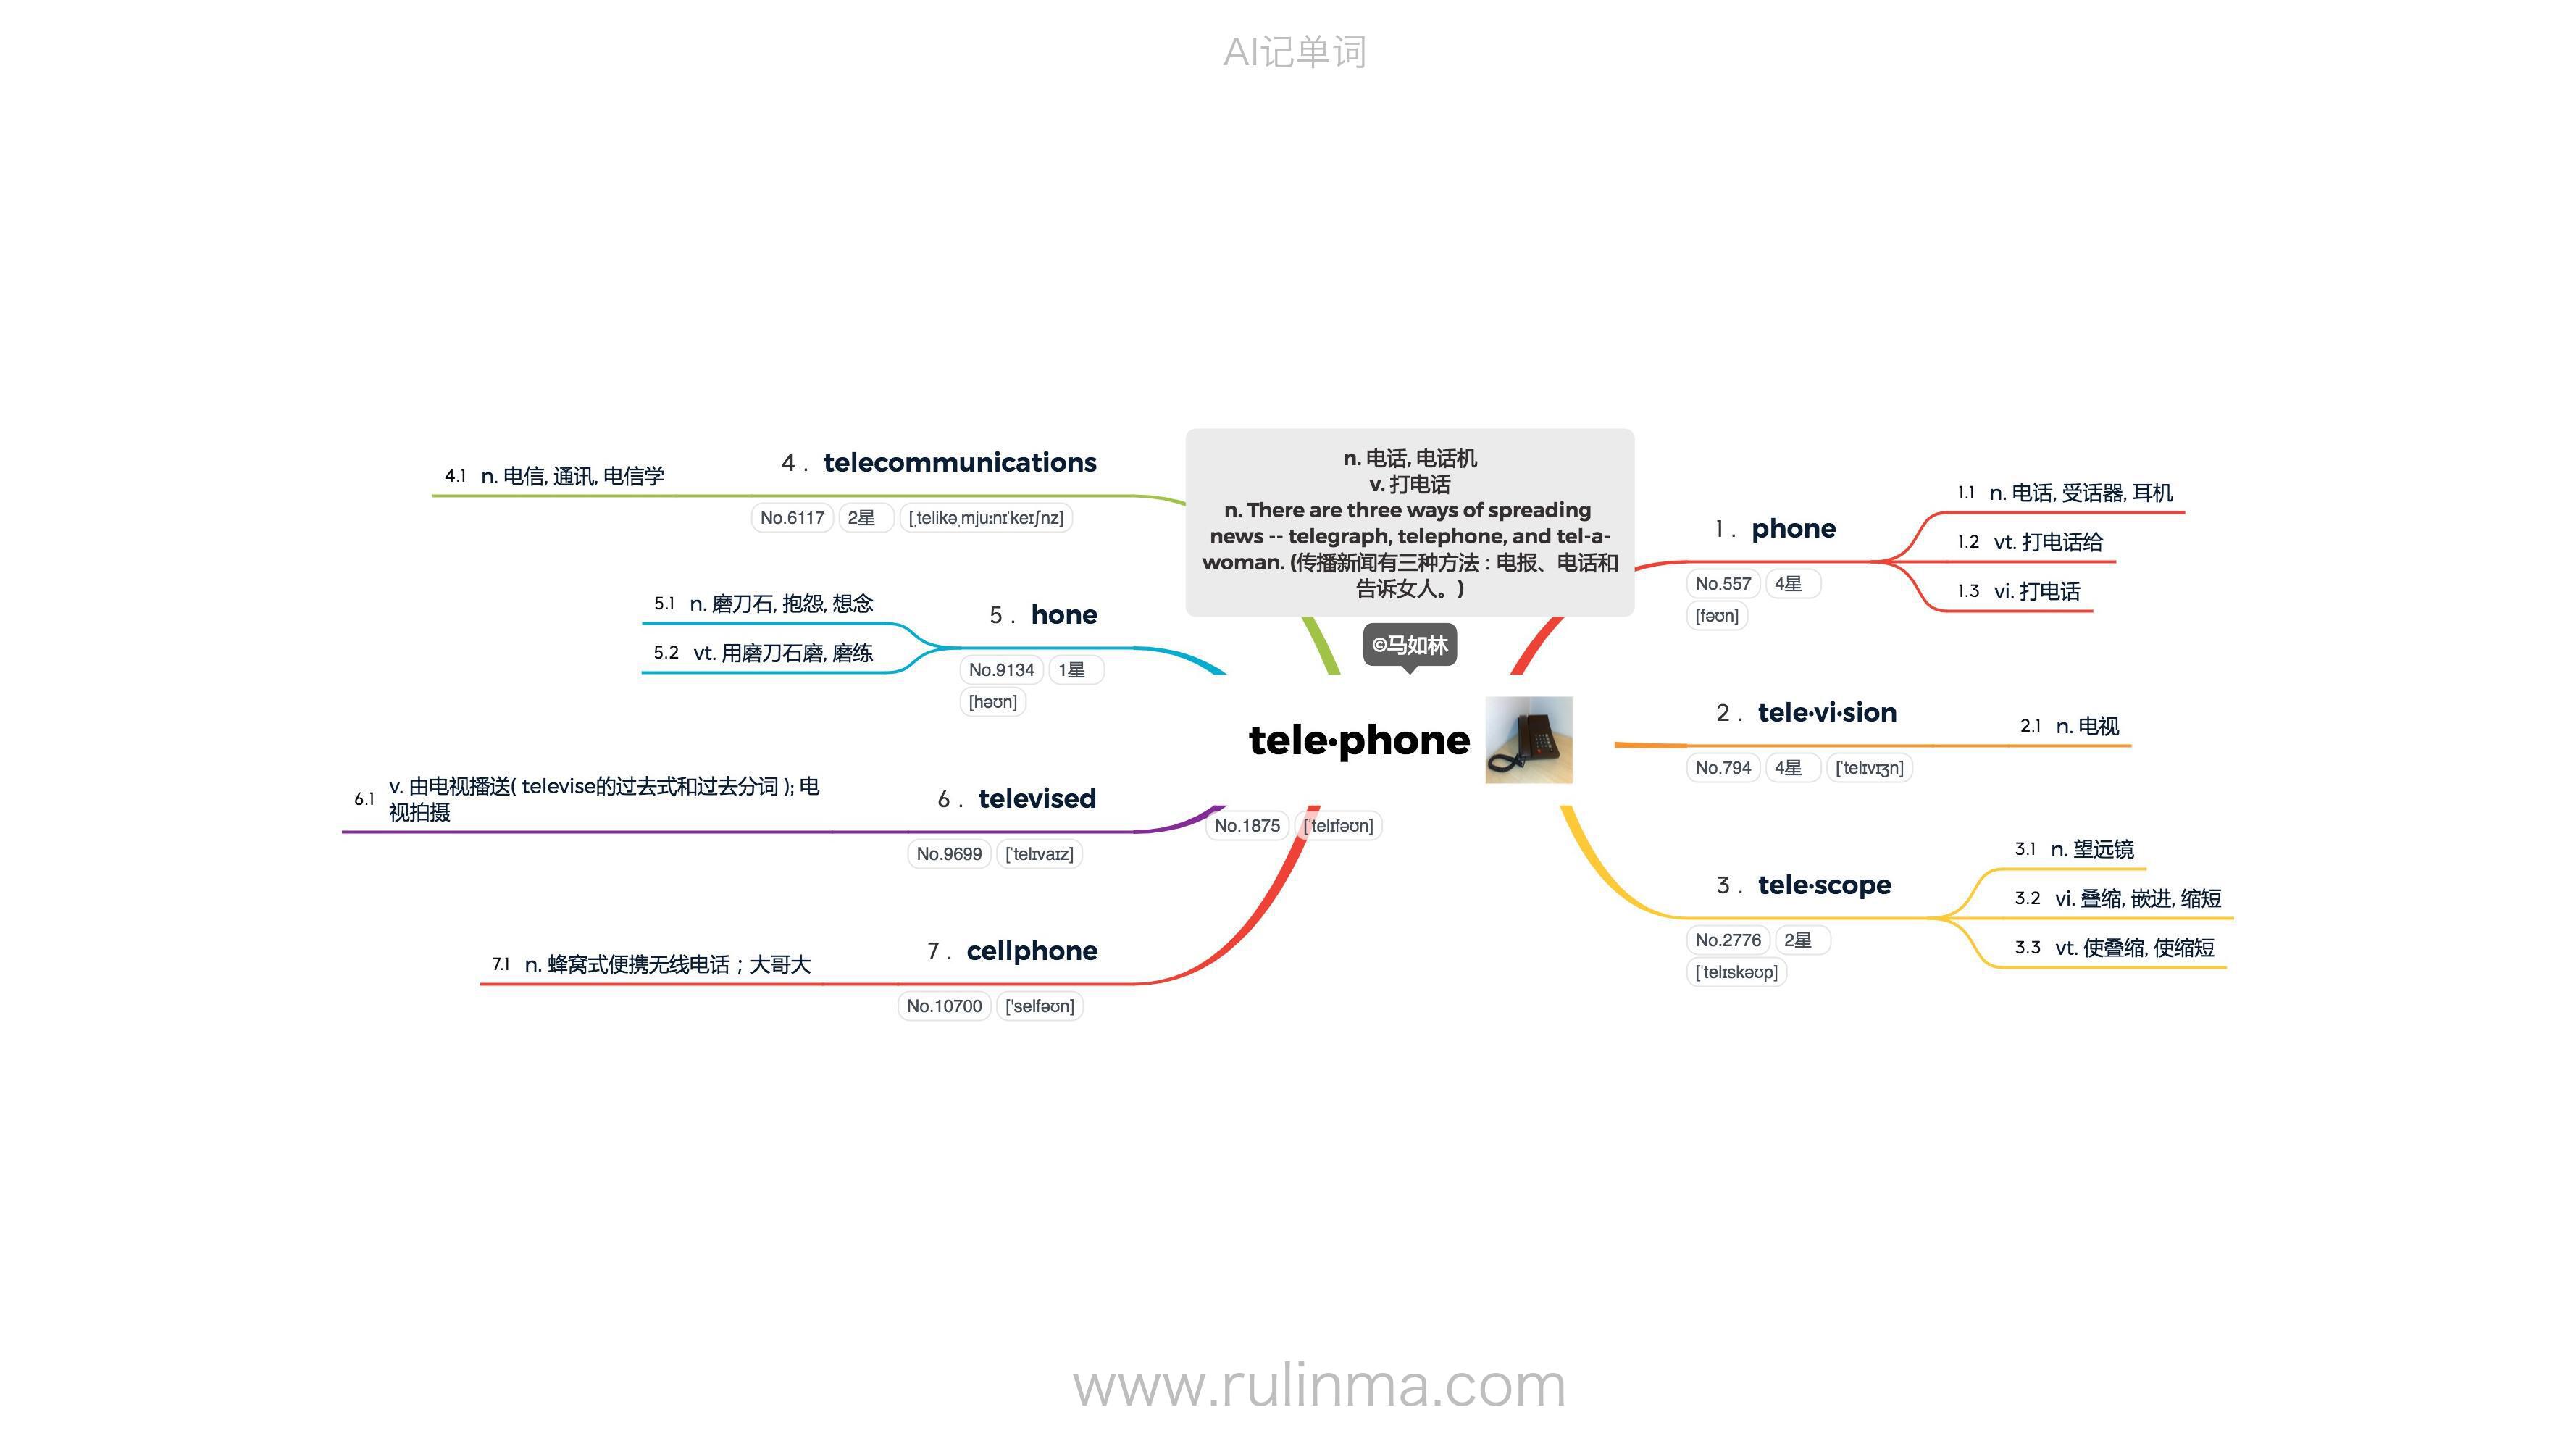 AI记单词
n. 电话, 电话机
v. 打电话
n. There are three ways of spreading
news -- telegraph, telephone, and tel-a-
woman. (传播新闻有三种方法 : 电报、电话和
告诉女人。)
©马如林
tele·phone
No.1875 [ˈtelɪfəʊn]
1. phone
No.557 4星
[fəʊn]
1.1 n. 电话, 受话器, 耳机
1.2 vt. 打电话给
1.3 vi. 打电话
2. tele·vi·sion
No.794 4星 [ˈtelɪvɪʒn]
2.1 n. 电视
3. tele·scope
No.2776 2星
[ˈtelɪskəʊp]
3.1 n. 望远镜
3.2 vi. 叠缩, 嵌进, 缩短
3.3 vt. 使叠缩, 使缩短
4. telecommunications
No.6117 2星 [ˌtelikəˌmjuːnɪˈkeɪʃnz]
4.1 n. 电信, 通讯, 电信学
5. hone
No.9134 1星
[həʊn]
5.1 n. 磨刀石, 抱怨, 想念
5.2 vt. 用磨刀石磨, 磨练
6. televised
No.9699 [ˈtelɪvaɪz]
6.1 v. 由电视播送( televise的过去式和过去分词 ); 电
视拍摄
7. cellphone
No.10700 ['selfəʊn]
7.1 n. 蜂窝式便携无线电话；大哥大
www.rulinma.com